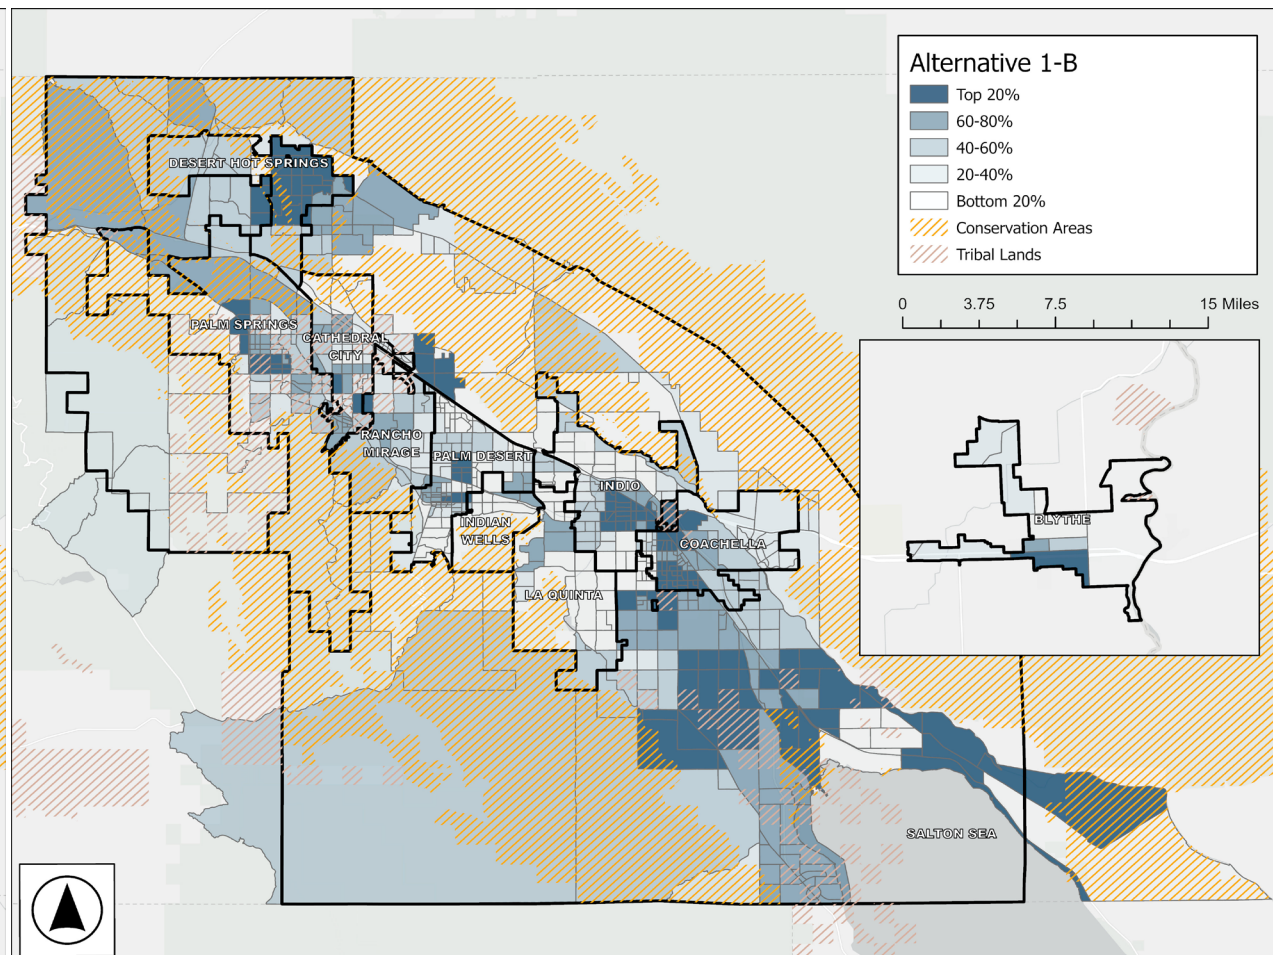 Alternative 1-B
Top 20%
60-80%
40-60%
20-40%
Bottom 20%
Conservation Areas
Tribal Lands
0 3.75 7.5 15 Miles
DESERT HOT SPRINGS
PALM SPRINGS
CATHEDRAL
CITY
RANCHO
MIRAGE
PALM DESERT
INDIO
INDIAN
WELLS
COACHELLA
LA QUINTA
BLYTHE
SALTON SEA